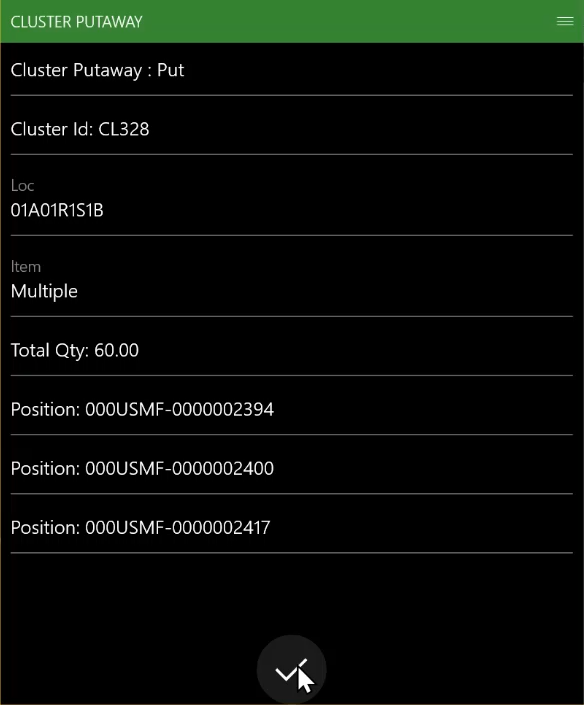 CLUSTER PUTAWAY
Cluster Putaway : Put
Cluster Id: CL328
Loc
01A01R1S1B
Item
Multiple
Total Qty: 60.00
Position: 000USMF-0000002394
Position: 000USMF-0000002400
Position: 000USMF-0000002417